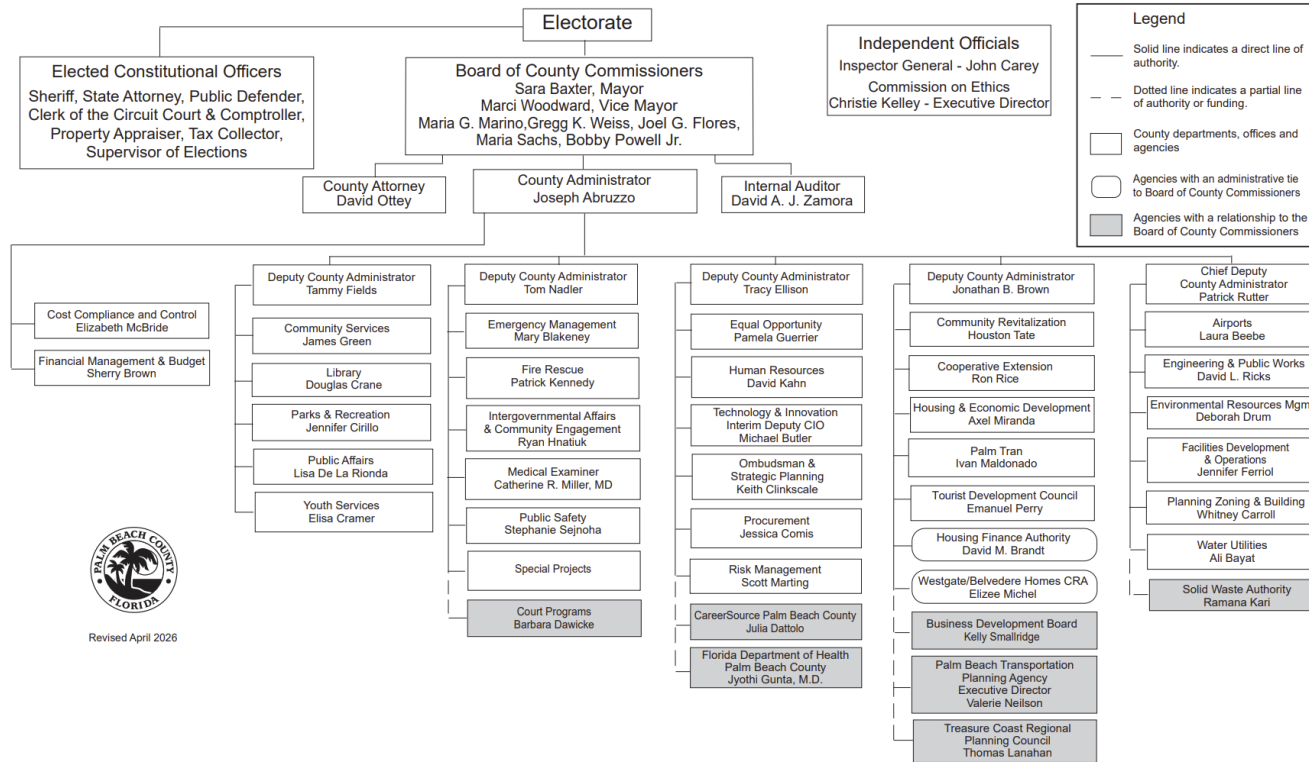 Electorate
Elected Constitutional Officers
Sheriff, State Attorney, Public Defender,
Clerk of the Circuit Court & Comptroller,
Property Appraiser, Tax Collector,
Supervisor of Elections
Board of County Commissioners
Sara Baxter, Mayor
Marci Woodward, Vice Mayor
Maria G. Marino,Gregg K. Weiss, Joel G. Flores,
Maria Sachs, Bobby Powell Jr.
Independent Officials
Inspector General - John Carey
Commission on Ethics
Christie Kelley - Executive Director
Legend
Solid line indicates a direct line of
authority.
Dotted line indicates a partial line
of authority or funding.
County departments, offices and
agencies
Agencies with an administrative tie
to Board of County Commissioners
Agencies with a relationship to the
Board of County Commissioners
County Attorney
David Ottey
County Administrator
Joseph Abruzzo
Internal Auditor
David A. J. Zamora
Cost Compliance and Control
Elizabeth McBride
Financial Management & Budget
Sherry Brown
Deputy County Administrator
Tammy Fields
Community Services
James Green
Library
Douglas Crane
Parks & Recreation
Jennifer Cirillo
Public Affairs
Lisa De La Rionda
Youth Services
Elisa Cramer
Deputy County Administrator
Tom Nadler
Emergency Management
Mary Blakeney
Fire Rescue
Patrick Kennedy
Intergovernmental Affairs
& Community Engagement
Ryan Hnatiuk
Medical Examiner
Catherine R. Miller, MD
Public Safety
Stephanie Sejnoha
Special Projects
Court Programs
Barbara Dawicke
Deputy County Administrator
Tracy Ellison
Equal Opportunity
Pamela Guerrier
Human Resources
David Kahn
Technology & Innovation
Interim Deputy CIO
Michael Butler
Ombudsman &
Strategic Planning
Keith Clinkscale
Procurement
Jessica Comis
Risk Management
Scott Marting
CareerSource Palm Beach County
Julia Dattolo
Florida Department of Health
Palm Beach County
Jyothi Gunta, M.D.
Deputy County Administrator
Jonathan B. Brown
Community Revitalization
Houston Tate
Cooperative Extension
Ron Rice
Housing & Economic Development
Axel Miranda
Palm Tran
Ivan Maldonado
Tourist Development Council
Emanuel Perry
Housing Finance Authority
David M. Brandt
Westgate/Belvedere Homes CRA
Elizee Michel
Business Development Board
Kelly Smallridge
Palm Beach Transportation
Planning Agency
Executive Director
Valerie Neilson
Treasure Coast Regional
Planning Council
Thomas Lanahan
Chief Deputy
County Administrator
Patrick Rutter
Airports
Laura Beebe
Engineering & Public Works
David L. Ricks
Environmental Resources Mgmt
Deborah Drum
Facilities Development
& Operations
Jennifer Ferriol
Planning Zoning & Building
Whitney Carroll
Water Utilities
Ali Bayat
Solid Waste Authority
Ramana Kari
PALM BEACH COUNTY
FLORIDA
Revised April 2026